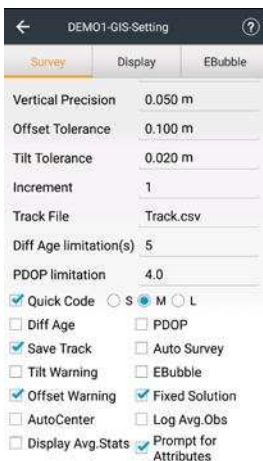 DEMO1-GIS-Setting
Survey Display EBubble
Vertical Precision 0.050 m
Offset Tolerance 0.100 m
Tilt Tolerance 0.020 m
Increment 1
Track File Track.csv
Diff Age limitation(s) 5
PDOP limitation 4.0
Quick Code S M L
Diff Age PDOP
Save Track Auto Survey
Tilt Warning EBubble
Offset Warning Fixed Solution
AutoCenter Log Avg.Obs
Display Avg.Stats Prompt for
Attributes